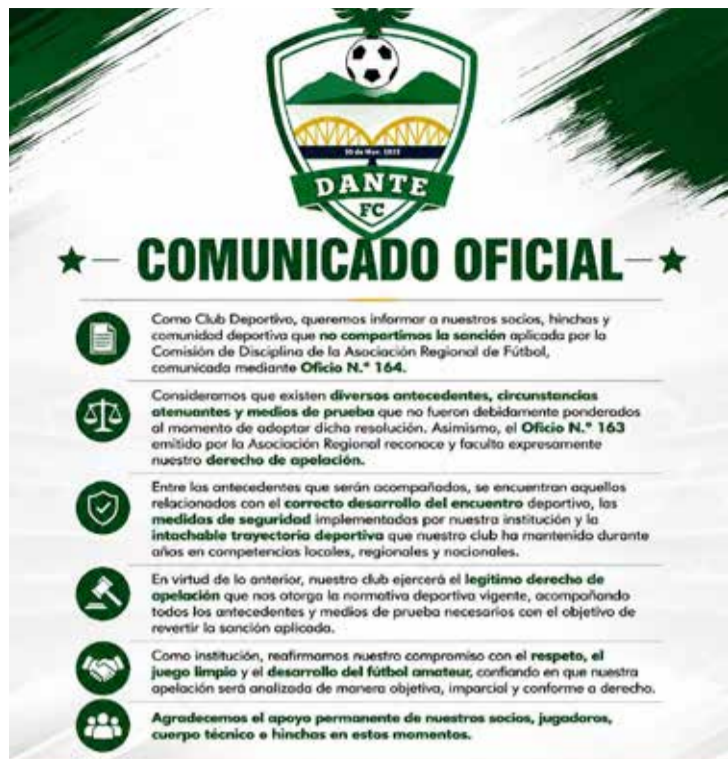 DANTE
FC
COMUNICADO OFICIAL
Como Club Deportivo, queremos informar a nuestros socios, hinchas y
comunidad deportiva que no compartimos la sanción aplicada por la
Comisión de Disciplina de la Asociación Regional de Fútbol,
comunicada mediante Oficio N.º 164.
Consideramos que existen diversos antecedentes, circunstancias
atenuantes y medios de prueba que no fueron debidamente ponderados
al momento de adoptar dicha resolución. Asimismo, el Oficio N.º 163
emitido por la Asociación Regional reconoce y faculta expresamente
nuestro derecho de apelación.
Entre los antecedentes que serán acompañados, se encuentran aquellos
relacionados con el correcto desarrollo del encuentro deportivo, las
medidas de seguridad implementadas por nuestra institución y la
intachable trayectoria deportiva que nuestro club ha mantenido durante
años en competencias locales, regionales y nacionales.
En virtud de lo anterior, nuestro club ejercerá el legítimo derecho de
apelación que nos otorga la normativa deportiva vigente, acompañando
todos los antecedentes y medios de prueba necesarios con el objetivo de
revertir la sanción aplicada.
Como institución, reafirmamos nuestro compromiso con el respeto, el
juego limpio y el desarrollo del fútbol amateur, confiando en que nuestra
apelación será analizada de manera objetiva, imparcial y conforme a derecho.
Agradecemos el apoyo permanente de nuestros socios, jugadores,
cuerpo técnico e hinchas en estos momentos.